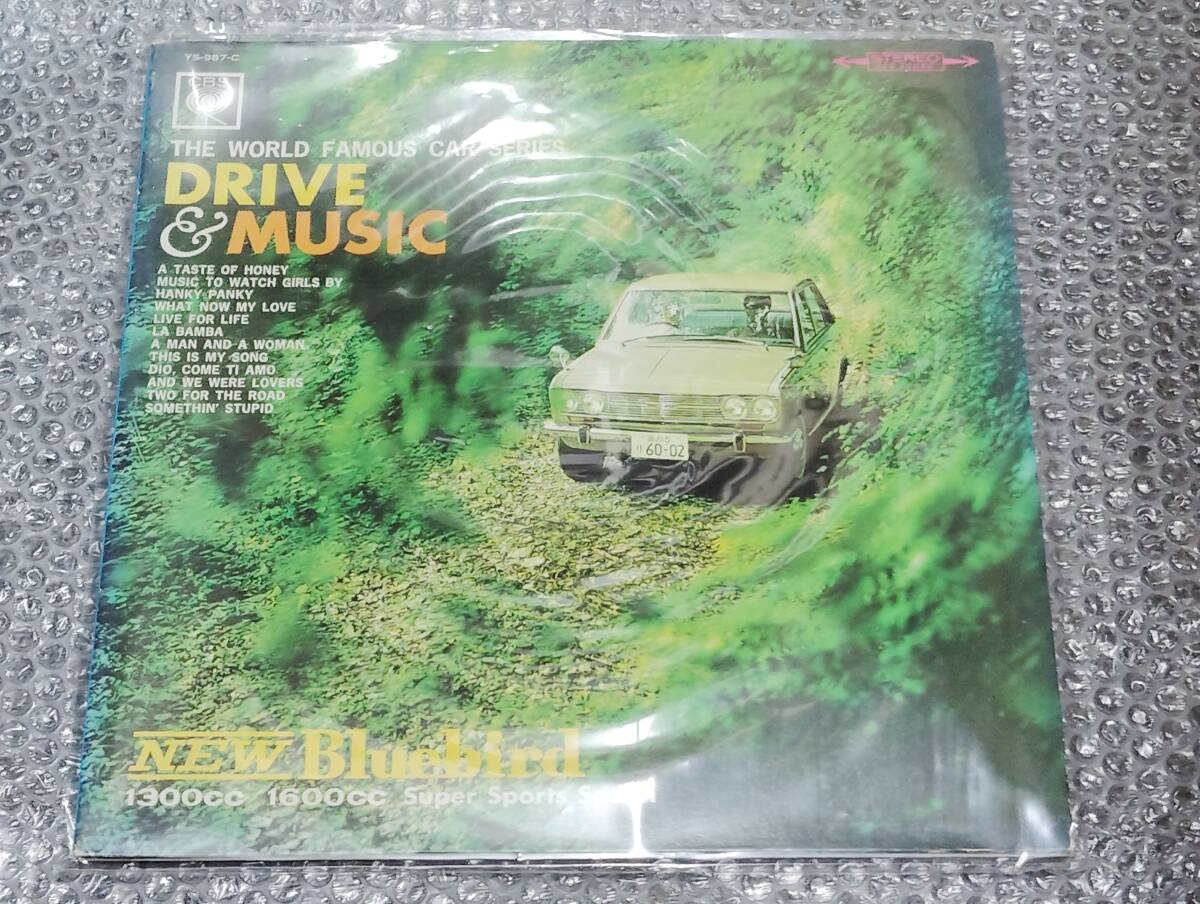 YS-987-C
STEREO
CBS
THE WORLD FAMOUS CAR SERIES
DRIVE
& MUSIC
A TASTE OF HONEY
MUSIC TO WATCH GIRLS BY
HANKY PANKY
WHAT NOW MY LOVE
LIVE FOR LIFE
LA BAMBA
A MAN AND A WOMAN
THIS IS MY SONG
DIO, COME TI AMO
AND WE WERE LOVERS
TWO FOR THE ROAD
SOMETHIN' STUPID
60-02
NEW Bluebird
1300cc 1600cc Super Sports